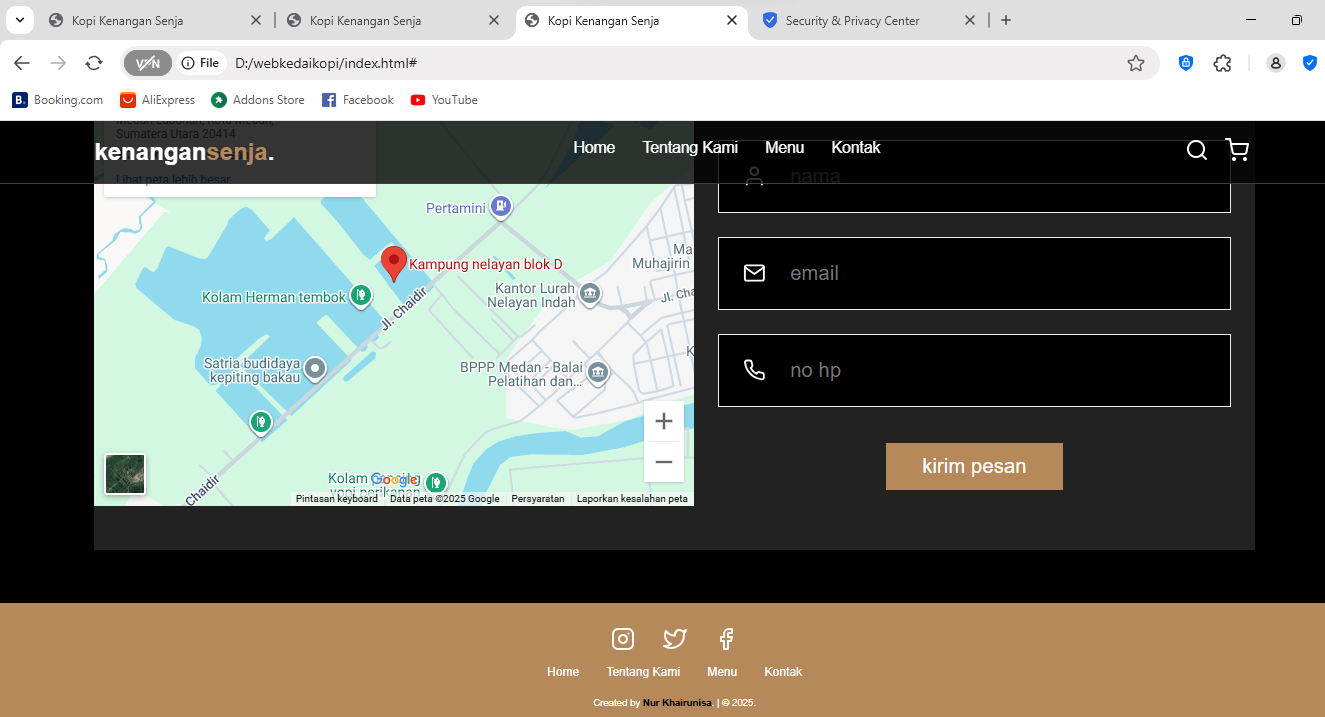 Kopi Kenangan Senja
Kopi Kenangan Senja
Kopi Kenangan Senja
Security & Privacy Center
VPN
File
D:/webkedaikopi/index.html#
B.
Booking.com
AliExpress
Addons Store
Facebook
YouTube
Medan Labuhan, Kota Medan,
Sumatera Utara 20414
Lihat peta lebih besar
kenangansenja.
Home
Tentang Kami
Menu
Kontak
nama
Pertamini
Kampung nelayan blok D
Kolam Herman tembok
Jl. Chaidir
Satria budidaya
kepiting bakau
Kantor Lurah
Nelayan Indah
Muhajirin
Jl. Cha
BPPP Medan - Balai
Pelatihan dan...
Chaidir
Google
Pintasan keyboard
Data peta ©2025 Google
Persyaratan
Laporkan kesalahan peta
email
no hp
kirim pesan
Home
Tentang Kami
Menu
Kontak
Created by Nur Khairunisa. | © 2025.